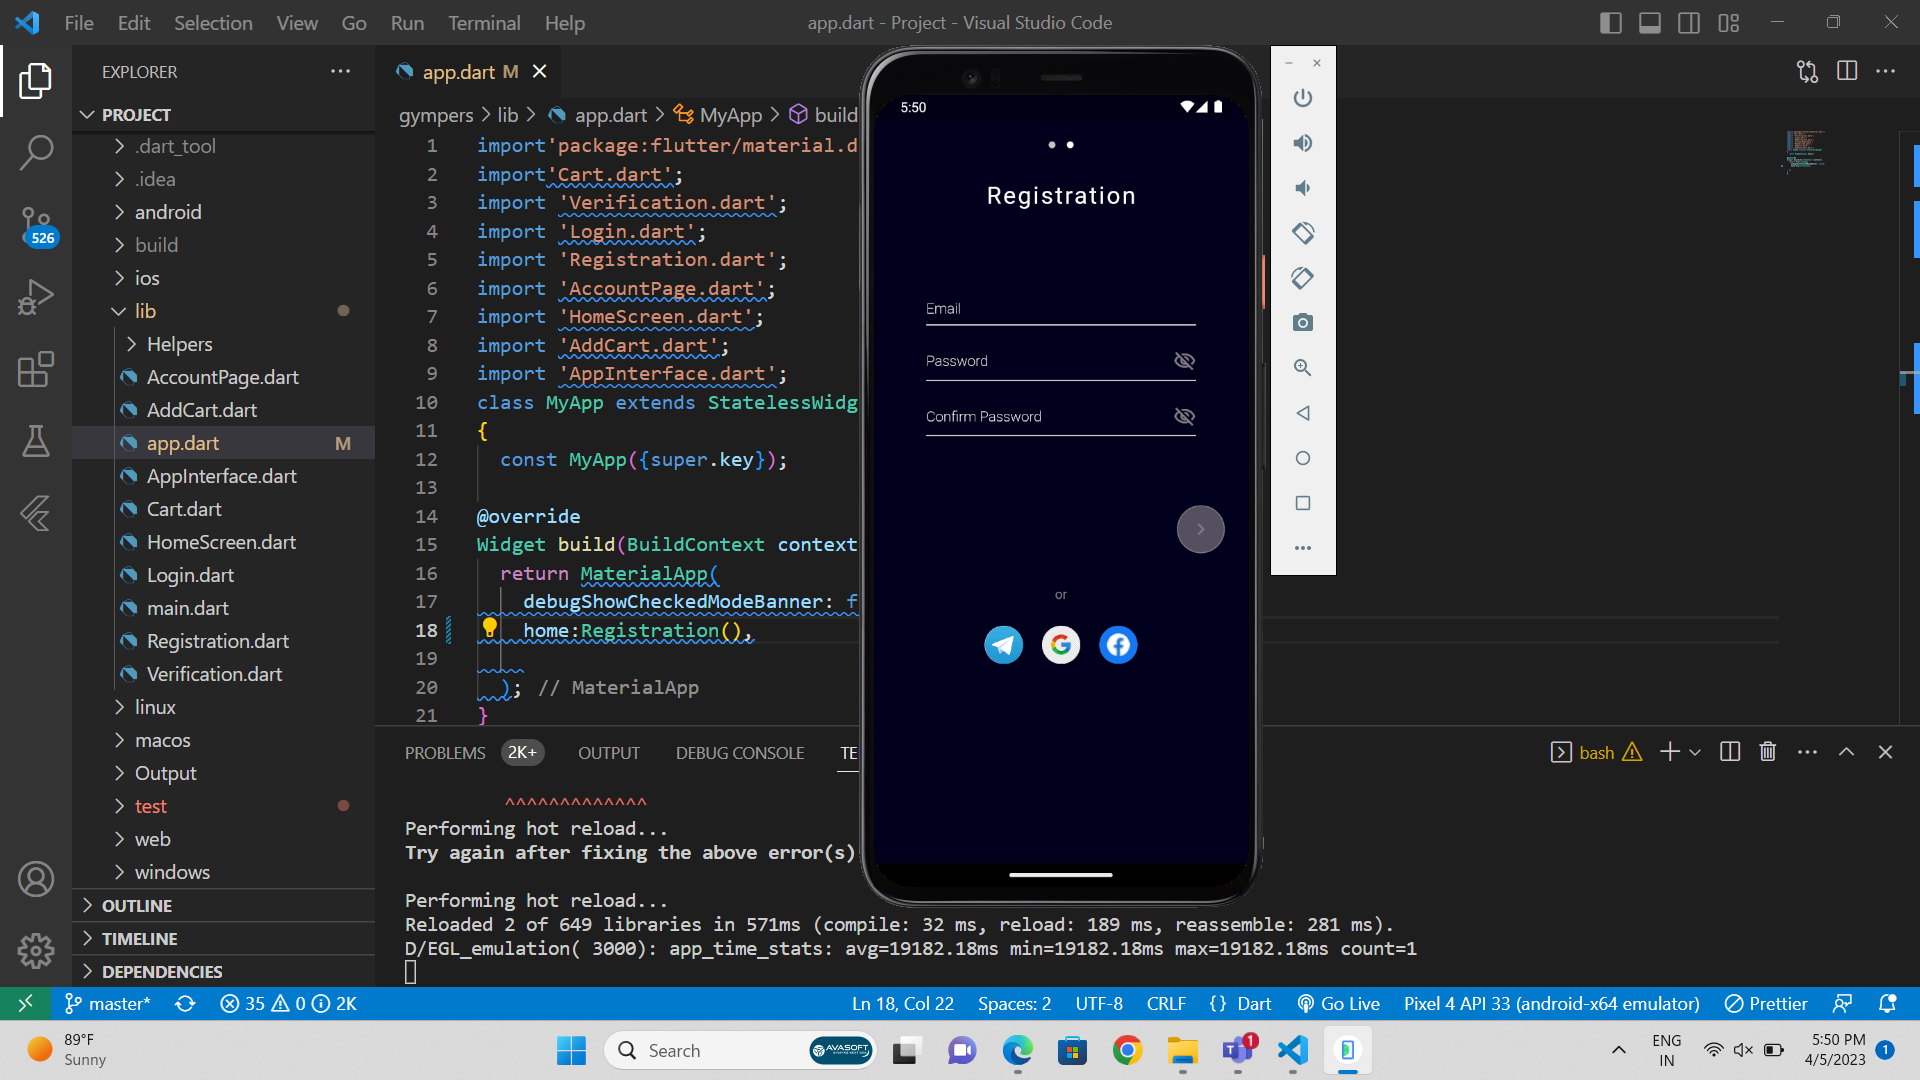 File Edit Selection View Go Run Terminal Help
app.dart - Project - Visual Studio Code
EXPLORER
PROJECT
.dart_tool
.idea
android
build
ios
lib
Helpers
AccountPage.dart
AddCart.dart
app.dart M
AppInterface.dart
Cart.dart
HomeScreen.dart
Login.dart
main.dart
Registration.dart
Verification.dart
linux
macos
Output
test
web
windows
OUTLINE
TIMELINE
DEPENDENCIES
526
app.dart M
gympers > lib > app.dart > MyApp > build
1 import'package:flutter/material.d
2 import'Cart.dart';
3 import 'Verification.dart';
4 import 'Login.dart';
5 import 'Registration.dart';
6 import 'AccountPage.dart';
7 import 'HomeScreen.dart';
8 import 'AddCart.dart';
9 import 'AppInterface.dart';
10 class MyApp extends StatelessWidg
11 {
12 const MyApp({super.key});
13
14 @override
15 Widget build(BuildContext context
16 return MaterialApp(
17 debugShowCheckedModeBanner: f
18 home:Registration(),
19
20 ); // MaterialApp
21 }
5:50
Registration
Email
Password
Confirm Password
or
PROBLEMS 2K+ OUTPUT DEBUG CONSOLE TE
bash
^^^^^^^^^^^^^
Performing hot reload...
Try again after fixing the above error(s)
Performing hot reload...
Reloaded 2 of 649 libraries in 571ms (compile: 32 ms, reload: 189 ms, reassemble: 281 ms).
D/EGL_emulation( 3000): app_time_stats: avg=19182.18ms min=19182.18ms max=19182.18ms count=1
master* 35 0 2K
Ln 18, Col 22 Spaces: 2 UTF-8 CRLF {} Dart Go Live Pixel 4 API 33 (android-x64 emulator) Prettier
89°F
Sunny
Search
AVASOFT
1
ENG
IN
5:50 PM
4/5/2023
1